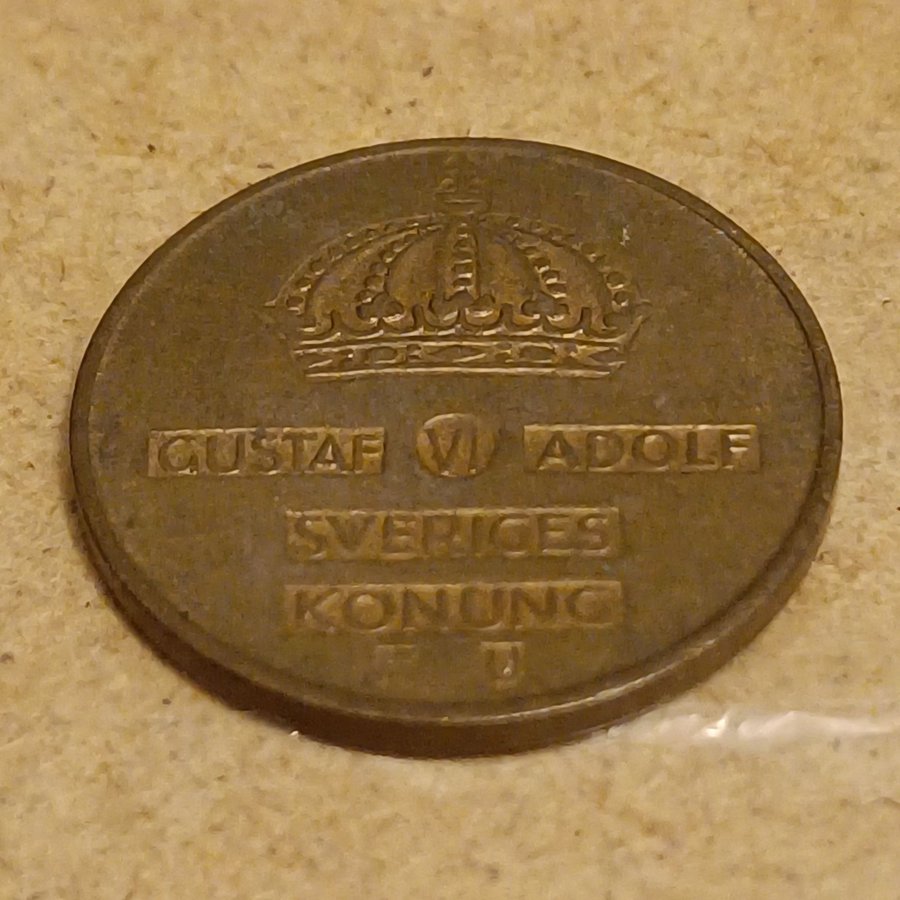 GUSTAF VI ADOLF
SVERIGES
KONUNG
U